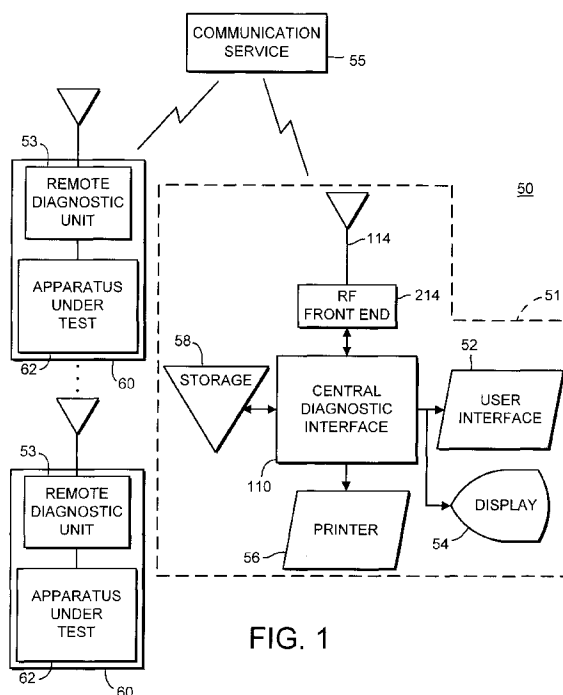 COMMUNICATION
SERVICE
55
53
REMOTE
DIAGNOSTIC
UNIT
APPARATUS
UNDER
TEST
62
60
53
REMOTE
DIAGNOSTIC
UNIT
APPARATUS
UNDER
TEST
62
60
50
114
RF
FRONT END
214
51
58
STORAGE
CENTRAL
DIAGNOSTIC
INTERFACE
110
52
USER
INTERFACE
PRINTER
56
DISPLAY
54
FIG. 1